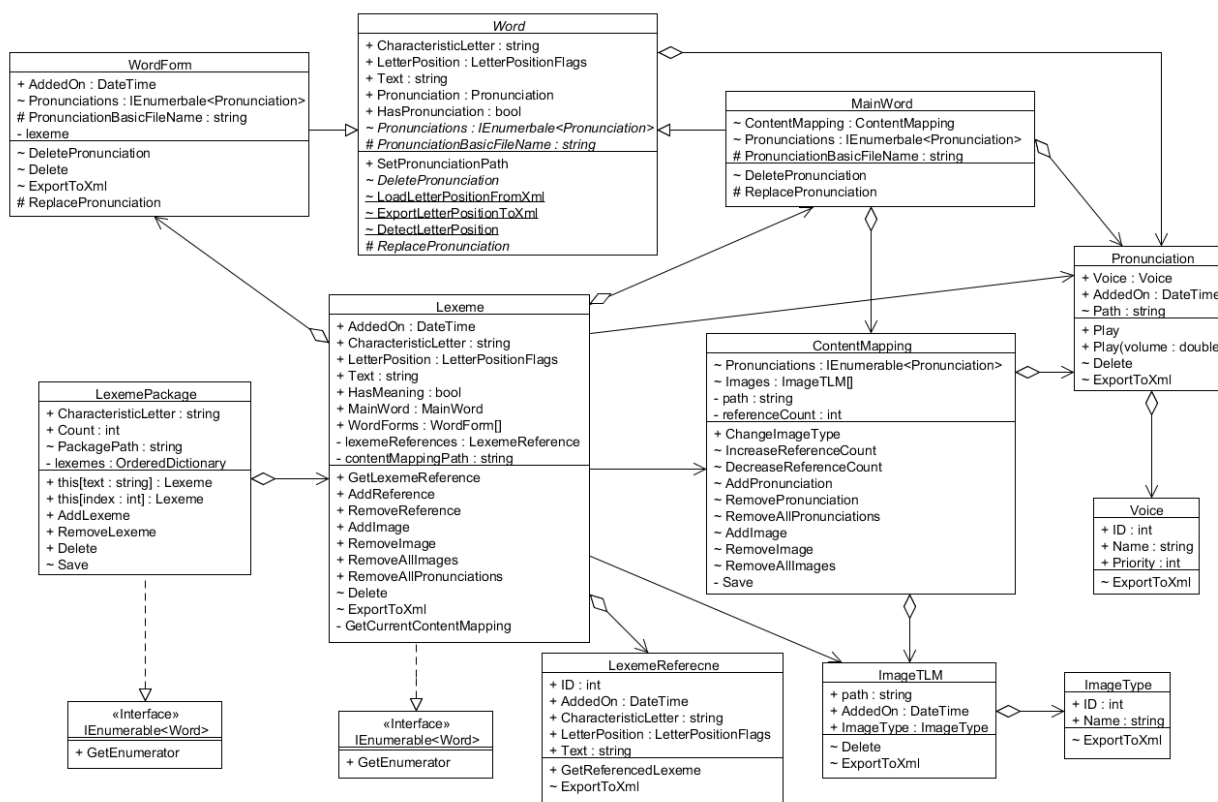 Word
+ CharacteristicLetter : string
+ LetterPosition : LetterPositionFlags
+ Text : string
+ Pronunciation : Pronunciation
+ HasPronunciation : bool
~ Pronunciations : IEnumerbale<Pronunciation>
# PronunciationBasicFileName : string
+ SetPronunciationPath
~ DeletePronunciation
~ LoadLetterPositionFromXml
~ ExportLetterPositionToXml
~ DetectLetterPosition
# ReplacePronunciation
WordForm
+ AddedOn : DateTime
~ Pronunciations : IEnumerbale<Pronunciation>
# PronunciationBasicFileName : string
- lexeme
~ DeletePronunciation
~ Delete
~ ExportToXml
# ReplacePronunciation
MainWord
~ ContentMapping : ContentMapping
~ Pronunciations : IEnumerbale<Pronunciation>
# PronunciationBasicFileName : string
~ DeletePronunciation
# ReplacePronunciation
Pronunciation
+ Voice : Voice
+ AddedOn : DateTime
~ Path : string
+ Play
+ Play(volume : double
~ Delete
~ ExportToXml
Lexeme
+ AddedOn : DateTime
+ CharacteristicLetter : string
+ LetterPosition : LetterPositionFlags
+ Text : string
+ HasMeaning : bool
+ MainWord : MainWord
+ WordForms : WordForm[]
- lexemeReferences : LexemeReference
- contentMappingPath : string
+ GetLexemeReference
+ AddReference
+ RemoveReference
+ AddImage
+ RemoveImage
+ RemoveAllImages
+ RemoveAllPronunciations
~ Delete
~ ExportToXml
- GetCurrentContentMapping
ContentMapping
~ Pronunciations : IEnumerable<Pronunciation>
~ Images : ImageTLM[]
- path : string
- referenceCount : int
+ ChangeImageType
~ IncreaseReferenceCount
~ DecreaseReferenceCount
~ AddPronunciation
~ RemovePronunciation
~ RemoveAllPronunciations
~ AddImage
~ RemoveImage
~ RemoveAllImages
- Save
LexemePackage
+ CharacteristicLetter : string
+ Count : int
~ PackagePath : string
- lexemes : OrderedDictionary
+ this[text : string] : Lexeme
+ this[index : int] : Lexeme
+ AddLexeme
+ RemoveLexeme
+ Delete
~ Save
Voice
+ ID : int
+ Name : string
+ Priority : int
~ ExportToXml
LexemeReferecne
+ ID : int
+ AddedOn : DateTime
+ CharacteristicLetter : string
+ LetterPosition : LetterPositionFlags
+ Text : string
+ GetReferencedLexeme
~ ExportToXml
ImageTLM
+ path : string
+ AddedOn : DateTime
+ ImageType : ImageType
~ Delete
~ ExportToXml
ImageType
+ ID : int
+ Name : string
~ ExportToXml
«Interface»
IEnumerable<Word>
+ GetEnumerator
«Interface»
IEnumerable<Word>
+ GetEnumerator